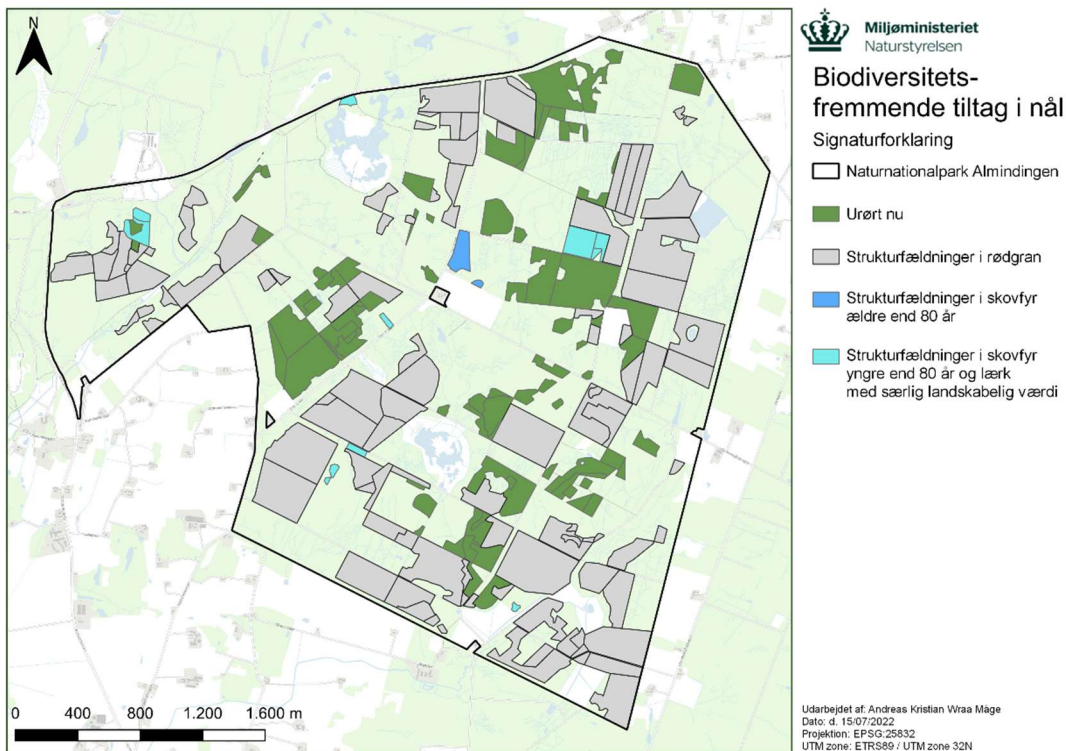 N
Miljøministeriet
Naturstyrelsen
Biodiversitets-
fremmende tiltag i nål
Signaturforklaring
Naturnationalpark Almindingen
Urørt nu
Strukturfældninger i rødgran
Strukturfældninger i skovfyr
ældre end 80 år
Strukturfældninger i skovfyr
yngre end 80 år og lærk
med særlig landskabelig værdi
0 400 800 1.200 1.600 m
Udarbejdet af: Andreas Kristian Wraa Måge
Dato: d. 15/07/2022
Projektion: EPSG:25832
UTM zone: ETRS89 / UTM zone 32N